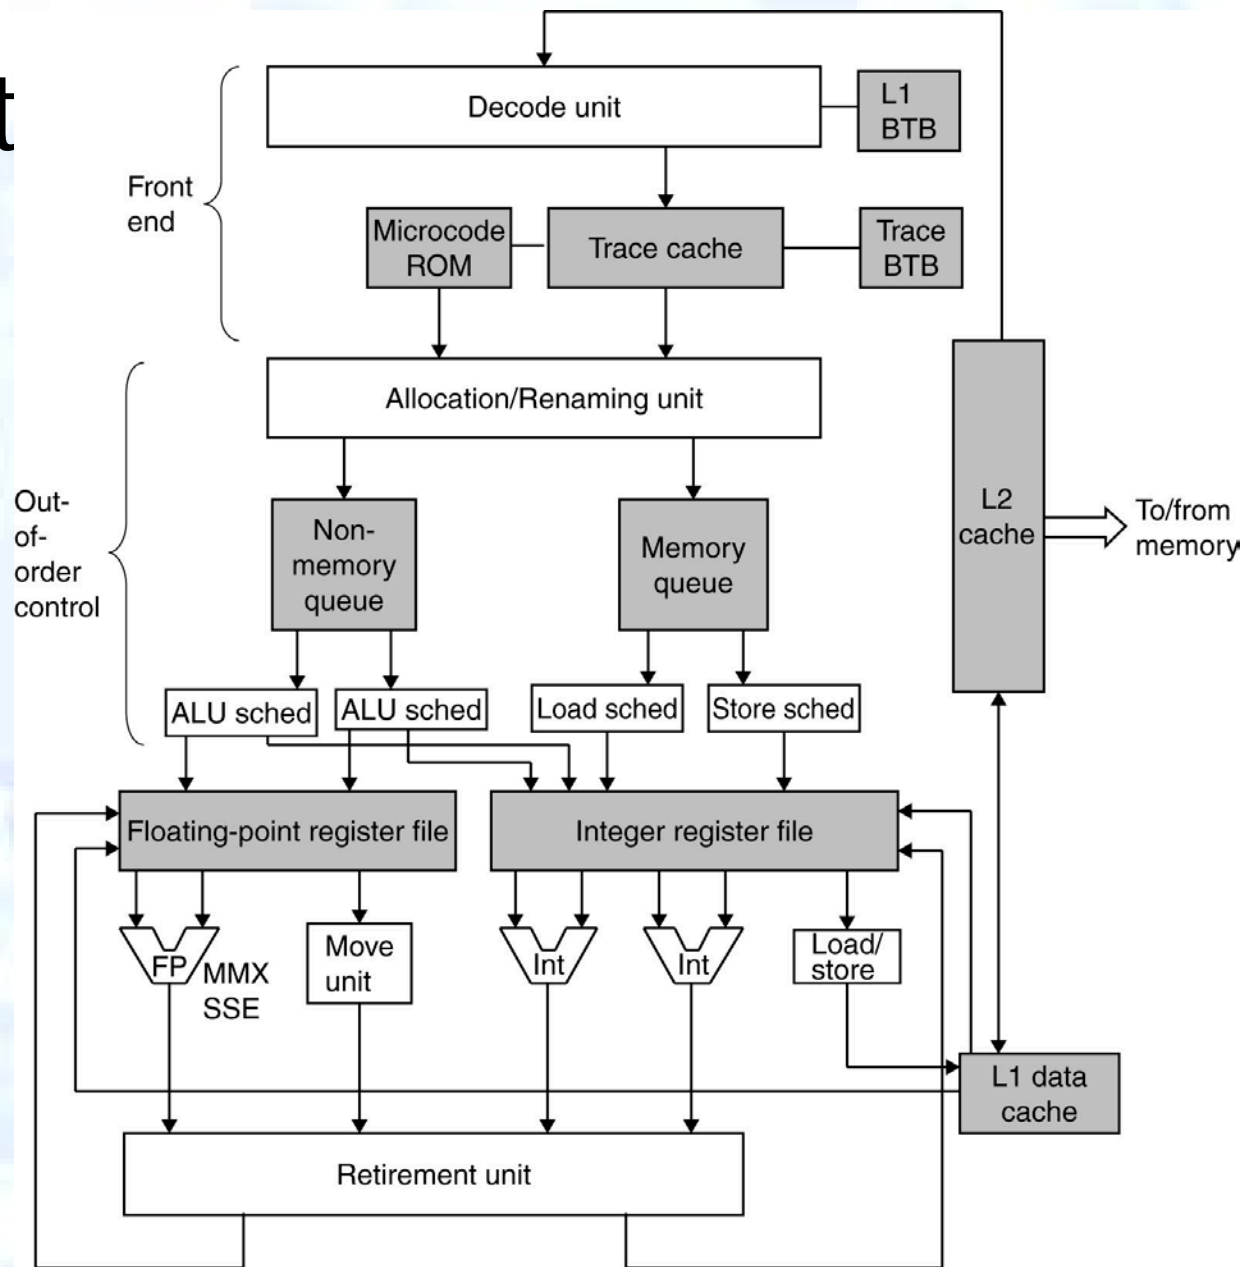 t
Decode unit
L1
BTB
Front
end
Microcode
ROM
Trace cache
Trace
BTB
Allocation/Renaming unit
Out-
of-
order
control
Non-
memory
queue
Memory
queue
L2
cache
To/from
memory
ALU sched
ALU sched
Load sched
Store sched
Floating-point register file
Integer register file
FP
MMX
SSE
Move
unit
Int
Int
Load/
store
L1 data
cache
Retirement unit